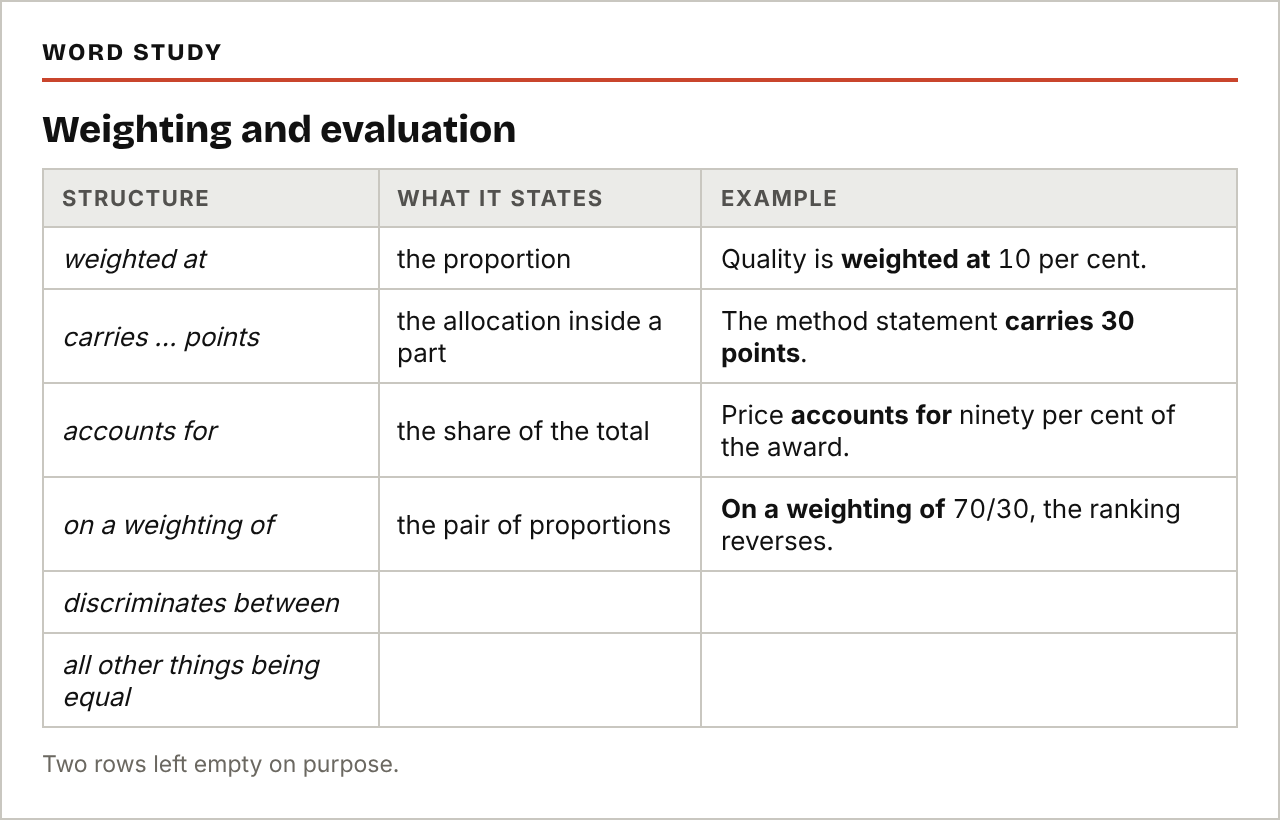 WORD STUDY
Weighting and evaluation
STRUCTURE WHAT IT STATES EXAMPLE
weighted at the proportion Quality is weighted at 10 per cent.
carries ... points the allocation inside a part The method statement carries 30 points.
accounts for the share of the total Price accounts for ninety per cent of the award.
on a weighting of the pair of proportions On a weighting of 70/30, the ranking reverses.
discriminates between
all other things being equal
Two rows left empty on purpose.